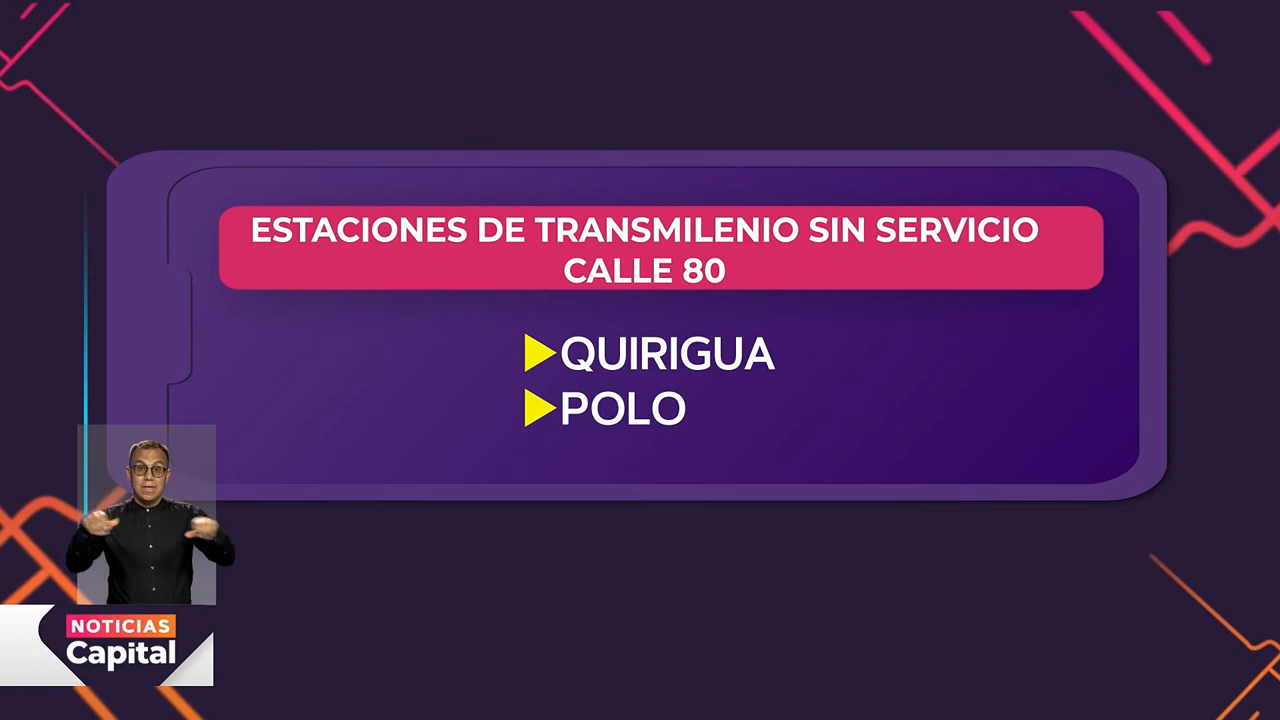 ESTACIONES DE TRANSMILENIO SIN SERVICIO
CALLE 80
QUIRIGUA
POLO
NOTICIAS
Capital